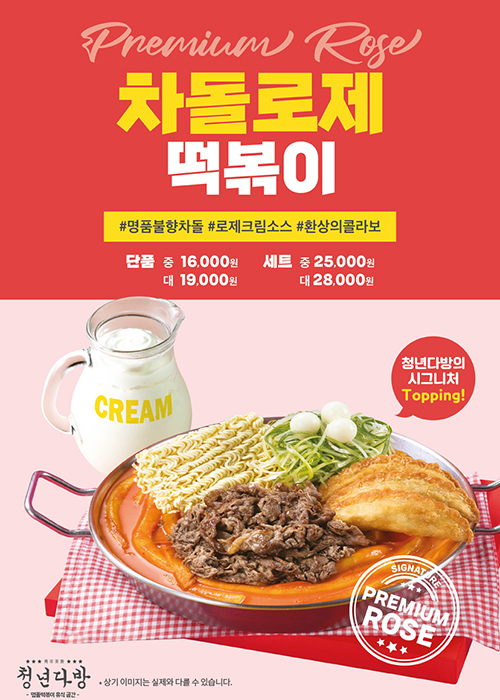 Premium Rose
차돌로제
떡볶이
#명품불향차돌 #로제크림소스 #환상의콜라보
단품 중 16,000원 세트 중 25,000원
대 19,000원 대 28,000원
청년다방의
시그니처
Topping!
CREAM
SIGNATURE
PREMIUM
ROSE
청년다방
- 명품떡볶이 휴식 공간 -
* 상기 이미지는 실제와 다를 수 있습니다.